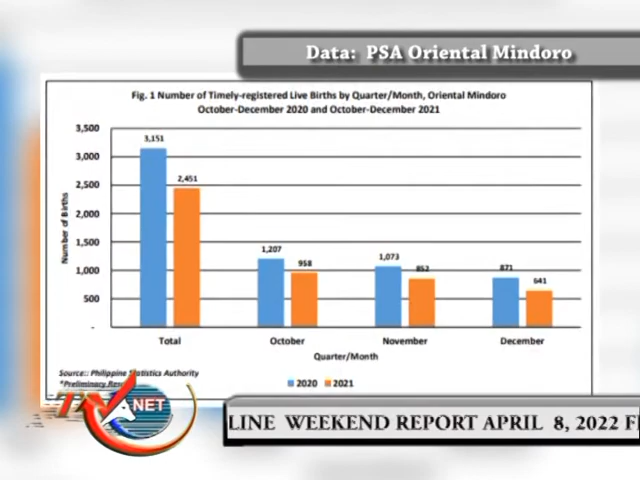 Data: PSA Oriental Mindoro
Fig. 1 Number of Timely-registered Live Births by Quarter/Month, Oriental Mindoro
October-December 2020 and October-December 2021
Number of Births
3,500
3,000
2,500
2,000
1,500
1,000
500
-
3,151
2,451
1,207
958
1,073
852
871
641
Total
October
November
December
Quarter/Month
2020
2021
Source:: Philippine Statistics Authority
*Preliminary
NET
LINE WEEKEND REPORT APRIL 8, 2022